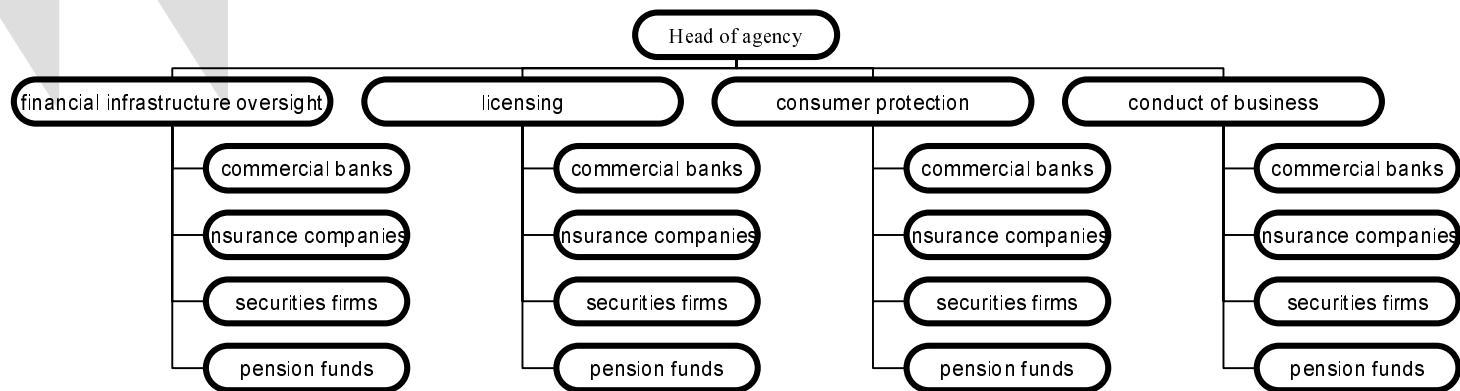 Head of agency
financial infrastructure oversight
licensing
consumer protection
conduct of business
commercial banks
commercial banks
commercial banks
commercial banks
nsurance companies
nsurance companies
nsurance companies
nsurance companies
securities firms
securities firms
securities firms
securities firms
pension funds
pension funds
pension funds
pension funds